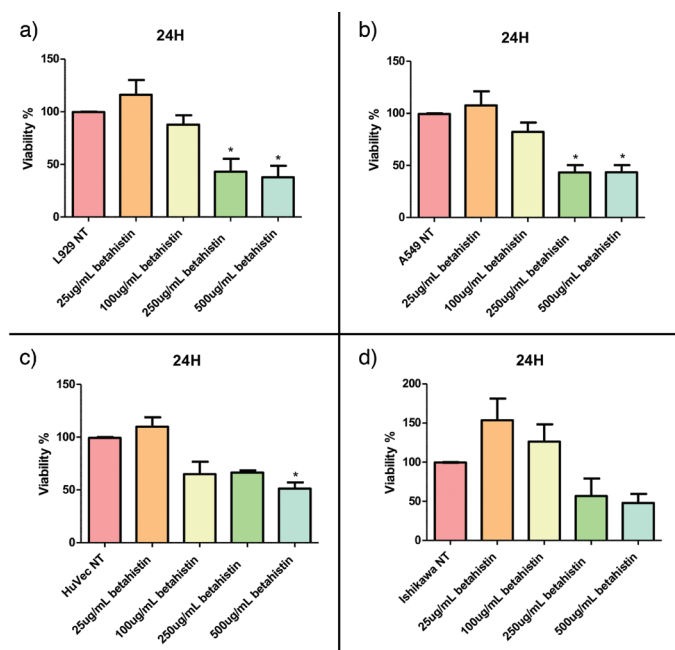 a)
24H
Viability %
150
100
50
0
*
*
L929 NT
25ug/mL betahistin
100ug/mL betahistin
250ug/mL betahistin
500ug/mL betahistin
b)
24H
Viability %
150
100
50
0
*
*
A549 NT
25ug/mL betahistin
100ug/mL betahistin
250ug/mL betahistin
500ug/mL betahistin
c)
24H
Viability %
150
100
50
0
*
HuVec NT
25ug/mL betahistin
100ug/mL betahistin
250ug/mL betahistin
500ug/mL betahistin
d)
24H
Viability %
200
150
100
50
0
Ishikawa NT
25ug/mL betahistin
100ug/mL betahistin
250ug/mL betahistin
500ug/mL betahistin